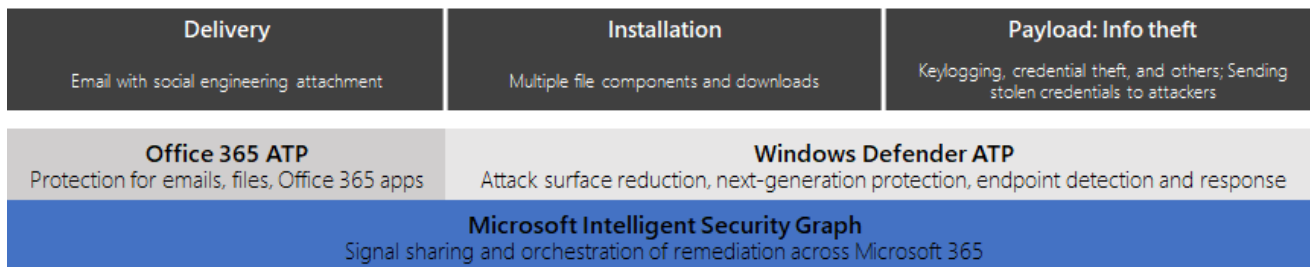 Delivery
Email with social engineering attachment
Installation
Multiple file components and downloads
Payload: Info theft
Keylogging, credential theft, and others; Sending
stolen credentials to attackers
Office 365 ATP
Protection for emails, files, Office 365 apps
Windows Defender ATP
Attack surface reduction, next-generation protection, endpoint detection and response
Microsoft Intelligent Security Graph
Signal sharing and orchestration of remediation across Microsoft 365